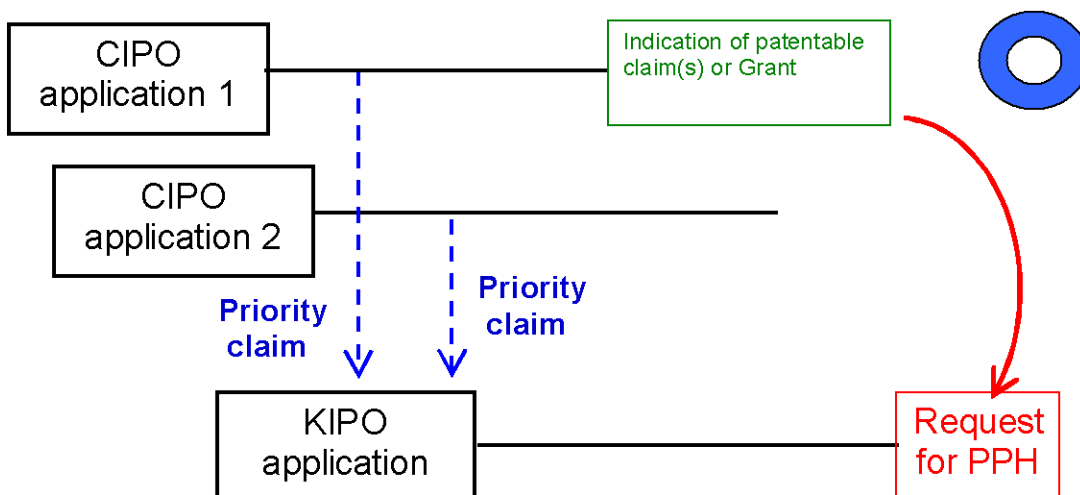 CIPO
application 1
Indication of patentable
claim(s) or Grant
CIPO
application 2
Priority
claim
Priority
claim
KIPO
application
Request
for PPH